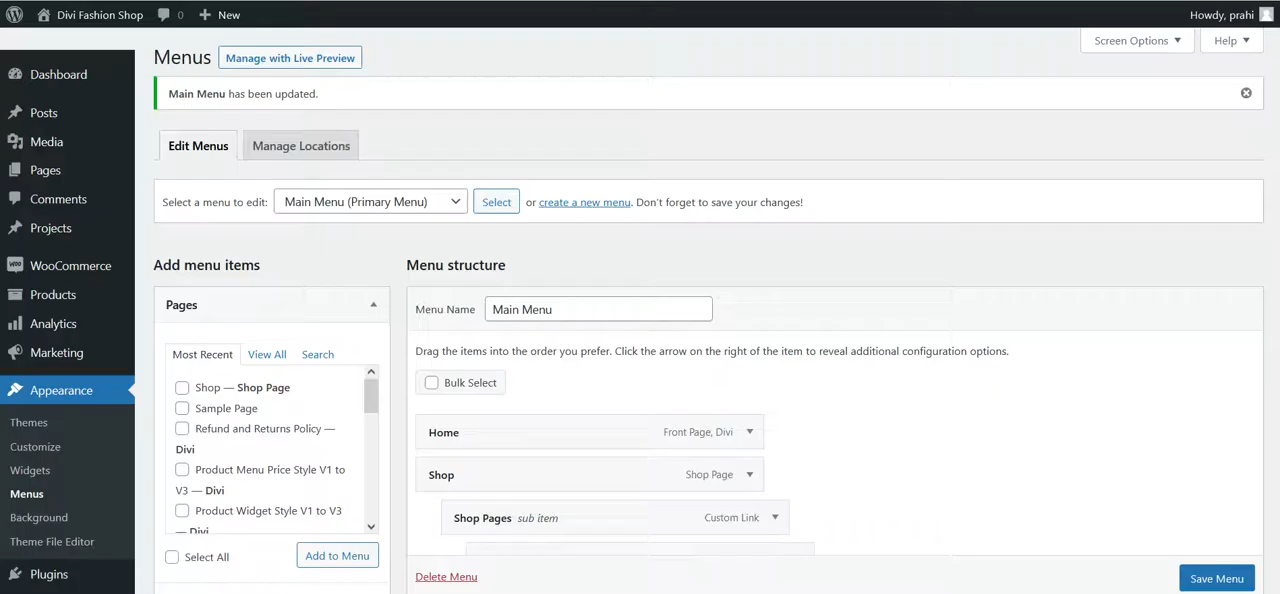 Divi Fashion Shop 0 New Howdy, prahi
Screen Options Help
Menus Manage with Live Preview
Main Menu has been updated.
Edit Menus Manage Locations
Select a menu to edit: Main Menu (Primary Menu) Select or create a new menu. Don't forget to save your changes!
Dashboard
Posts
Media
Pages
Comments
Projects
WooCommerce
Products
Analytics
Marketing
Appearance
Themes
Customize
Widgets
Menus
Background
Theme File Editor
Plugins
Add menu items
Pages
Most Recent View All Search
Shop — Shop Page
Sample Page
Refund and Returns Policy —
Divi
Product Menu Price Style V1 to
V3 — Divi
Product Widget Style V1 to V3
— Divi
Select All Add to Menu
Menu structure
Menu Name Main Menu
Drag the items into the order you prefer. Click the arrow on the right of the item to reveal additional configuration options.
Bulk Select
Home Front Page, Divi
Shop Shop Page
Shop Pages sub item Custom Link
Delete Menu Save Menu